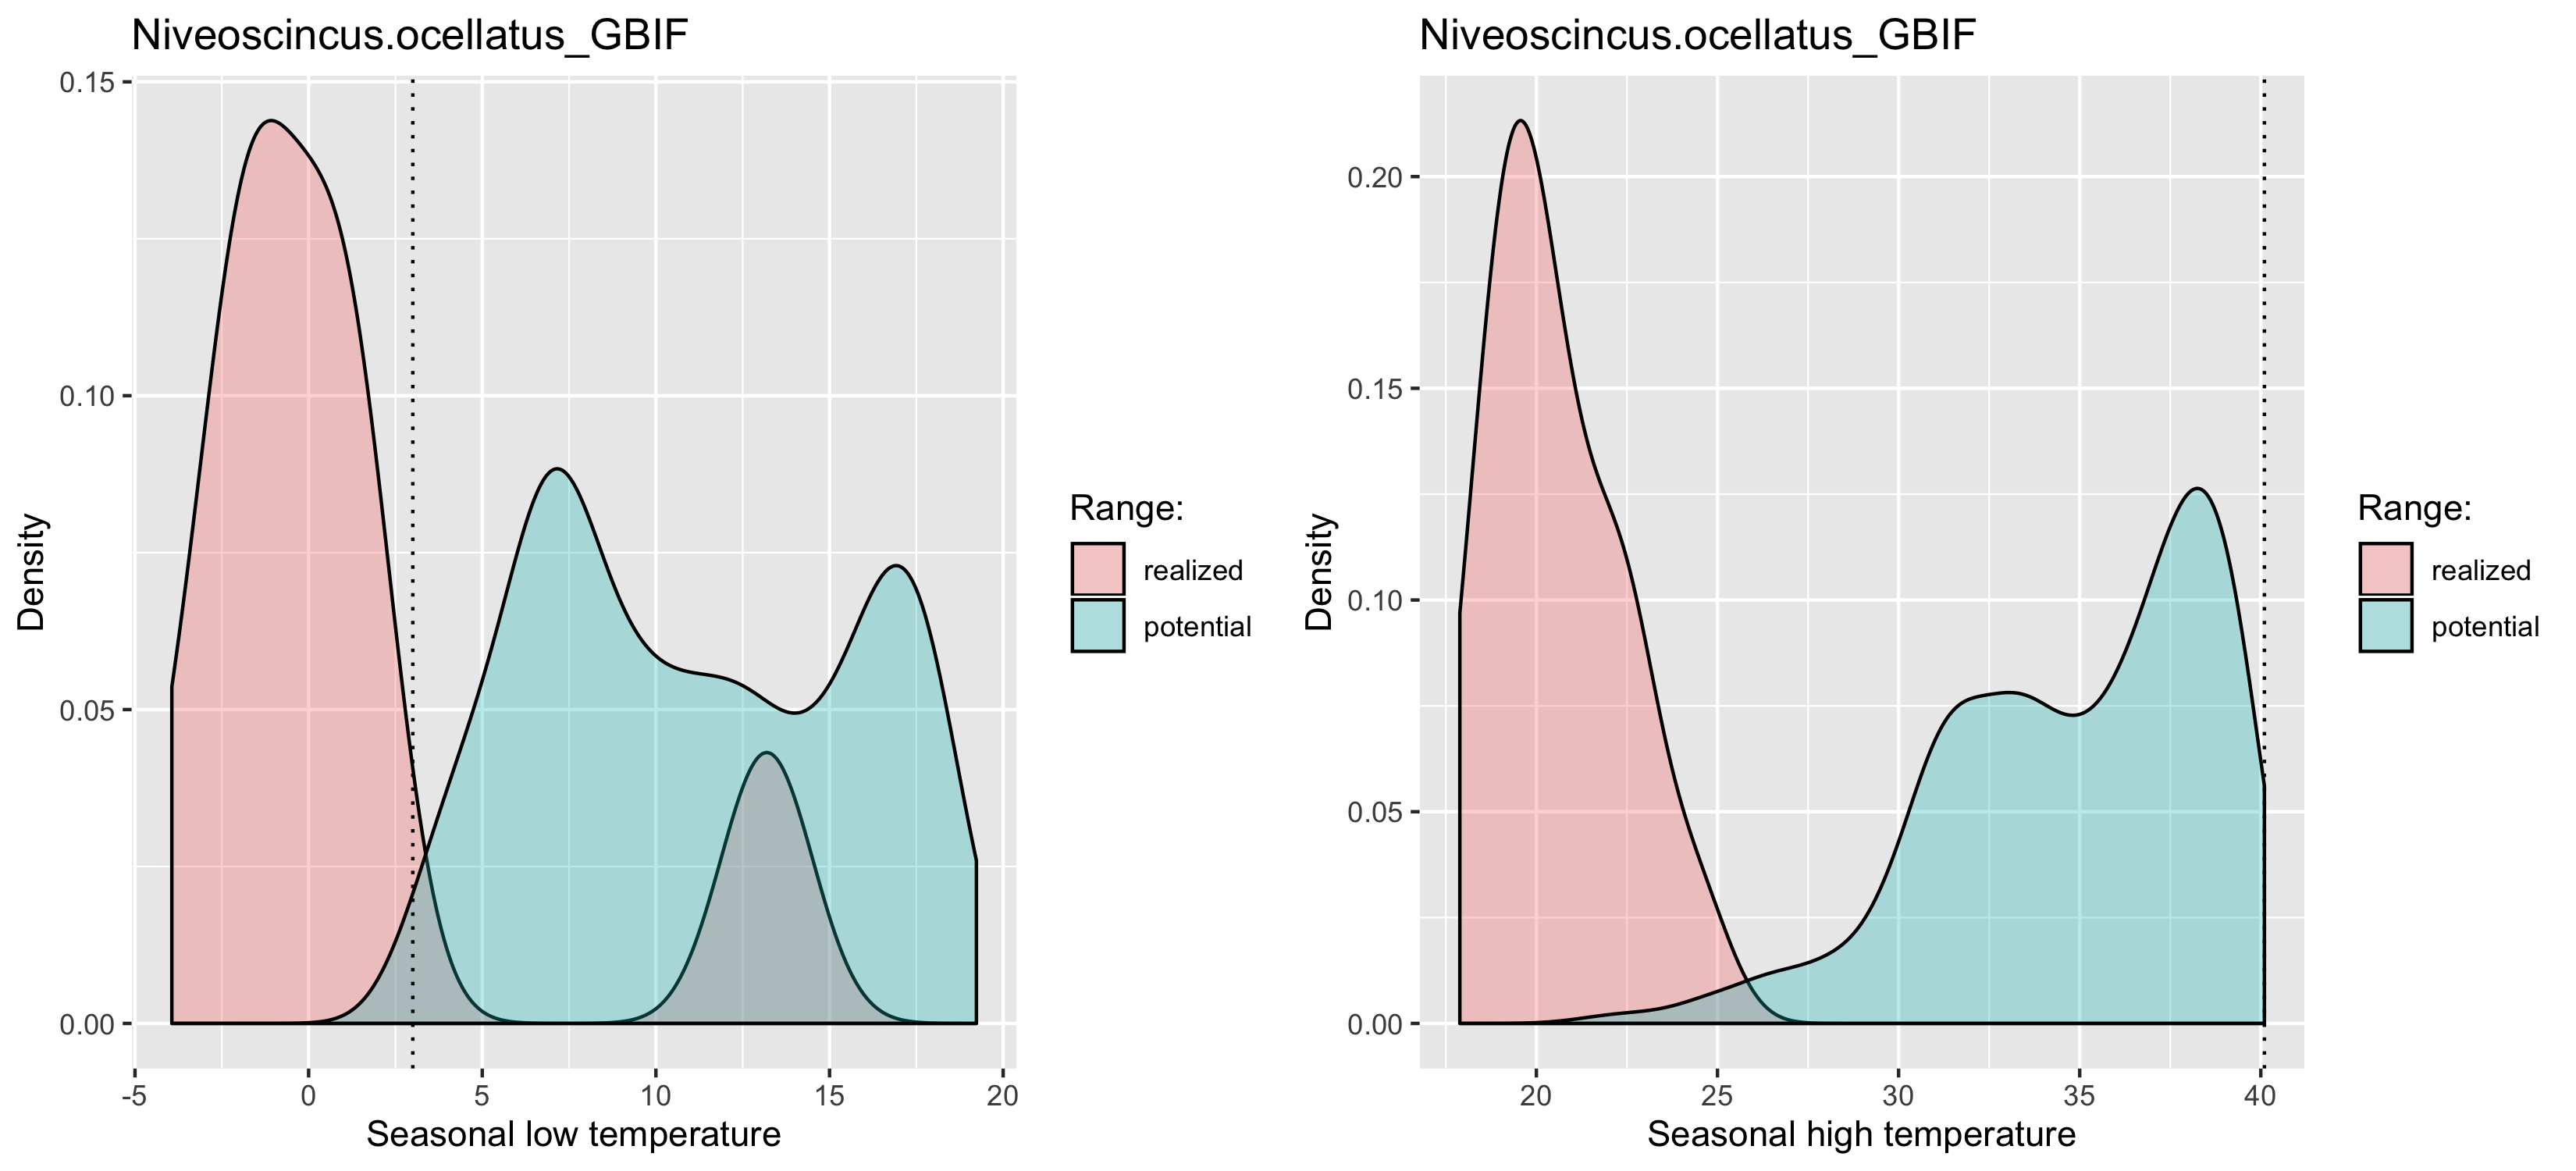 Niveoscincus.ocellatus_GBIF
0.15
0.10
0.05
0.00
Density
-5 0 5 10 15 20
Seasonal low temperature
Range:
realized
potential
Niveoscincus.ocellatus_GBIF
0.20
0.15
0.10
0.05
0.00
Density
20 25 30 35 40
Seasonal high temperature
Range:
realized
potential